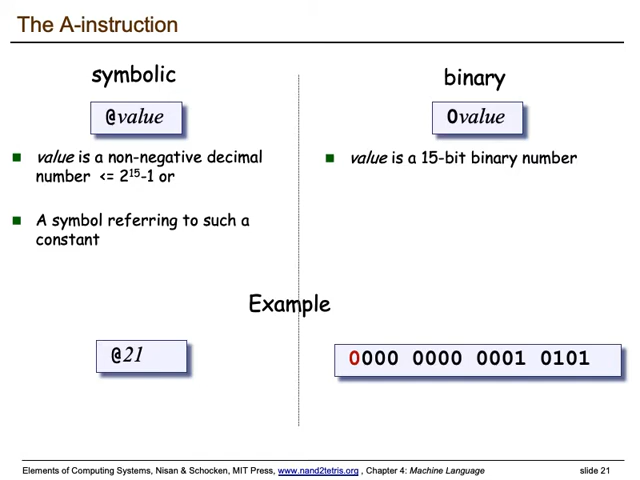 The A-instruction
symbolic
@value
value is a non-negative decimal
number <= 2¹⁵-1 or
A symbol referring to such a
constant
binary
0value
value is a 15-bit binary number
Example
@21
0000 0000 0001 0101
Elements of Computing Systems, Nisan & Schocken, MIT Press, www.nand2tetris.org , Chapter 4: Machine Language
slide 21